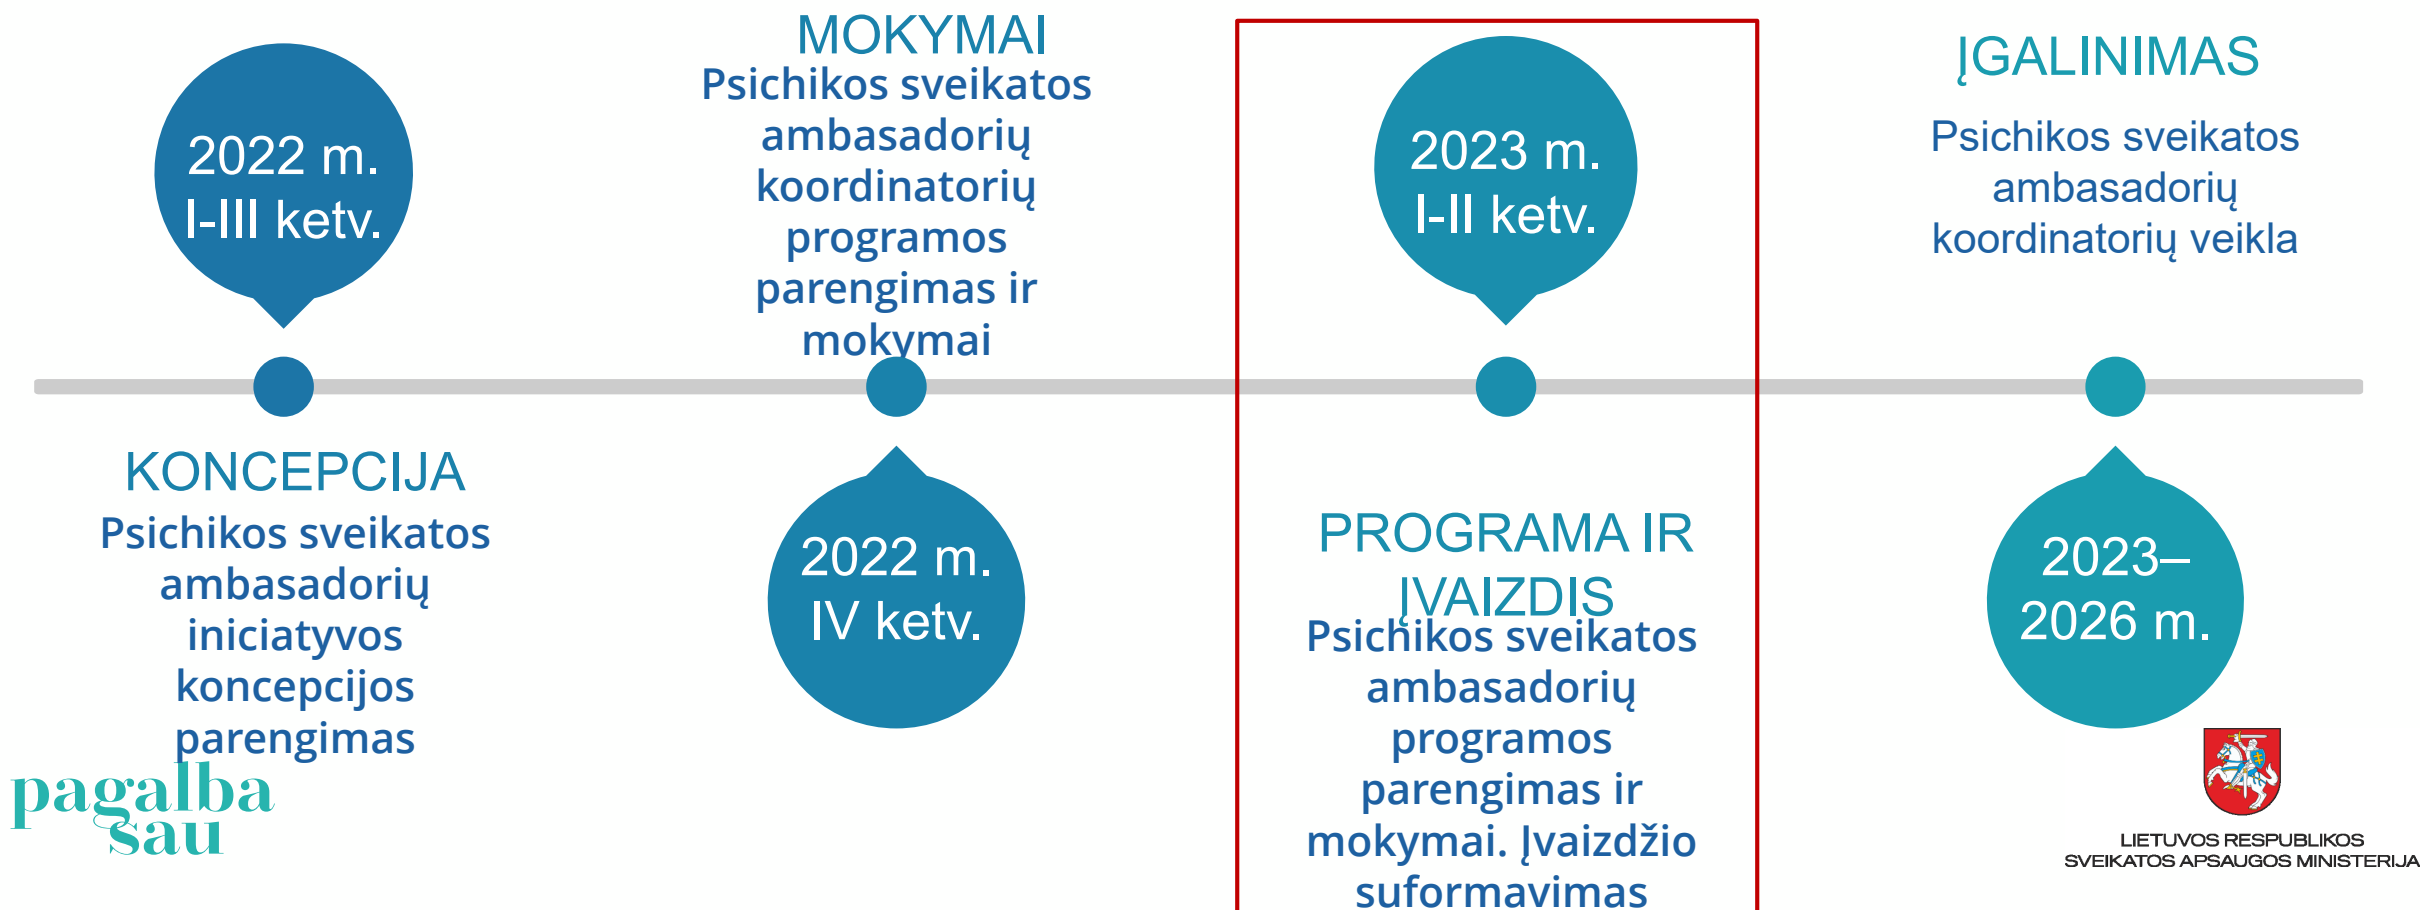 2022 m.
I-III ketv.
KONCEPCIJA
Psichikos sveikatos
ambasadorių
iniciatyvos
koncepcijos
parengimas
MOKYMAI
Psichikos sveikatos
ambasadorių
koordinatorių
programos
parengimas ir
mokymai
2022 m.
IV ketv.
2023 m.
I-II ketv.
PROGRAMA IR
ĮVAIZDIS
Psichikos sveikatos
ambasadorių
programos
parengimas ir
mokymai. Įvaizdžio
suformavimas
ĮGALINIMAS
Psichikos sveikatos
ambasadorių
koordinatorių veikla
2023–
2026 m.
pagalba
sau
LIETUVOS RESPUBLIKOS
SVEIKATOS APSAUGOS MINISTERIJA